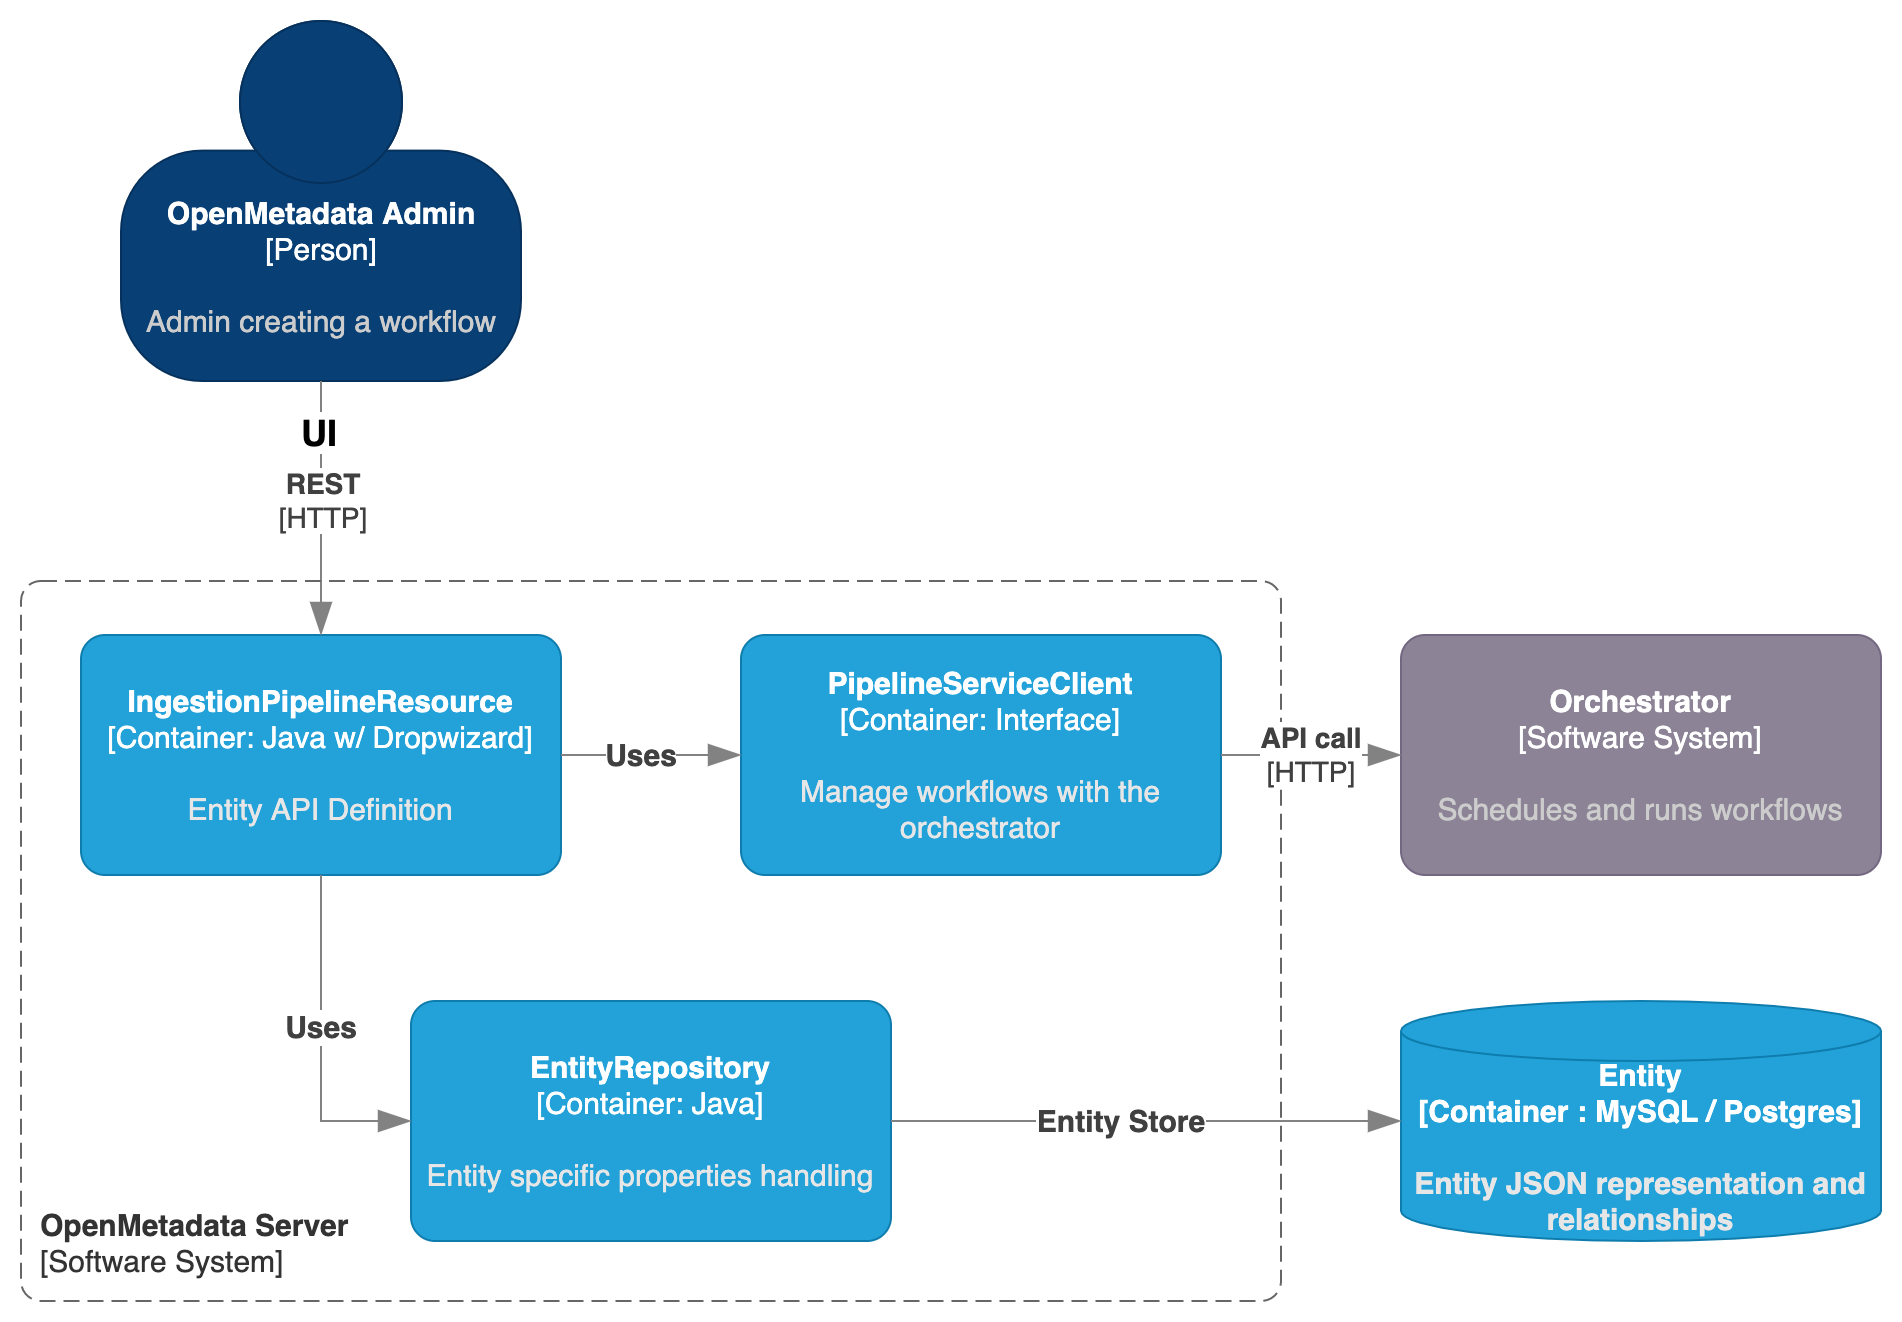 OpenMetadata Admin
[Person]
Admin creating a workflow
UI
REST
[HTTP]
IngestionPipelineResource
[Container: Java w/ Dropwizard]
Entity API Definition
Uses
PipelineServiceClient
[Container: Interface]
Manage workflows with the
orchestrator
API call
[HTTP]
Orchestrator
[Software System]
Schedules and runs workflows
Uses
EntityRepository
[Container: Java]
Entity specific properties handling
Entity Store
Entity
[Container : MySQL / Postgres]
Entity JSON representation and
relationships
OpenMetadata Server
[Software System]